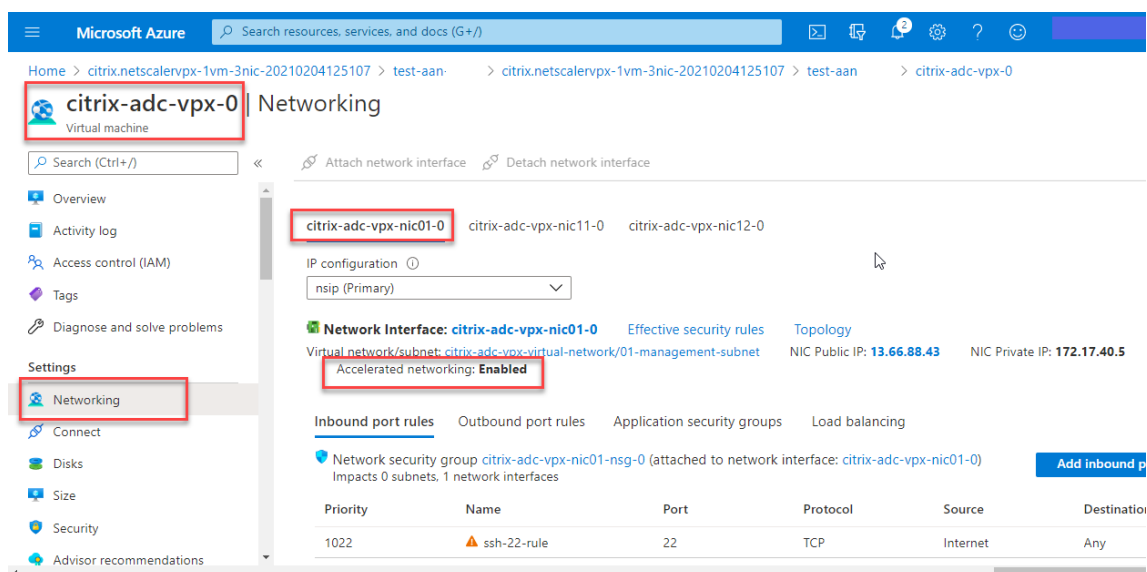 Microsoft Azure
Search resources, services, and docs (G+/)
2
Home > citrix.netscalervpx-1vm-3nic-20210204125107 > test-aan > citrix.netscalervpx-1vm-3nic-20210204125107 > test-aan > citrix-adc-vpx-0
citrix-adc-vpx-0 | Networking
Virtual machine
Search (Ctrl+/)
«
Attach network interface
Detach network interface
Overview
Activity log
Access control (IAM)
Tags
Diagnose and solve problems
Settings
Networking
Connect
Disks
Size
Security
Advisor recommendations
citrix-adc-vpx-nic01-0
citrix-adc-vpx-nic11-0
citrix-adc-vpx-nic12-0
IP configuration
nsip (Primary)
Network Interface: citrix-adc-vpx-nic01-0
Effective security rules
Topology
Virtual network/subnet: citrix-adc-vpx-virtual-network/01-management-subnet
NIC Public IP: 13.66.88.43
NIC Private IP: 172.17.40.5
Accelerated networking: Enabled
Inbound port rules
Outbound port rules
Application security groups
Load balancing
Network security group citrix-adc-vpx-nic01-nsg-0 (attached to network interface: citrix-adc-vpx-nic01-0)
Impacts 0 subnets, 1 network interfaces
Add inbound p
Priority Name Port Protocol Source Destination
1022 ssh-22-rule 22 TCP Internet Any